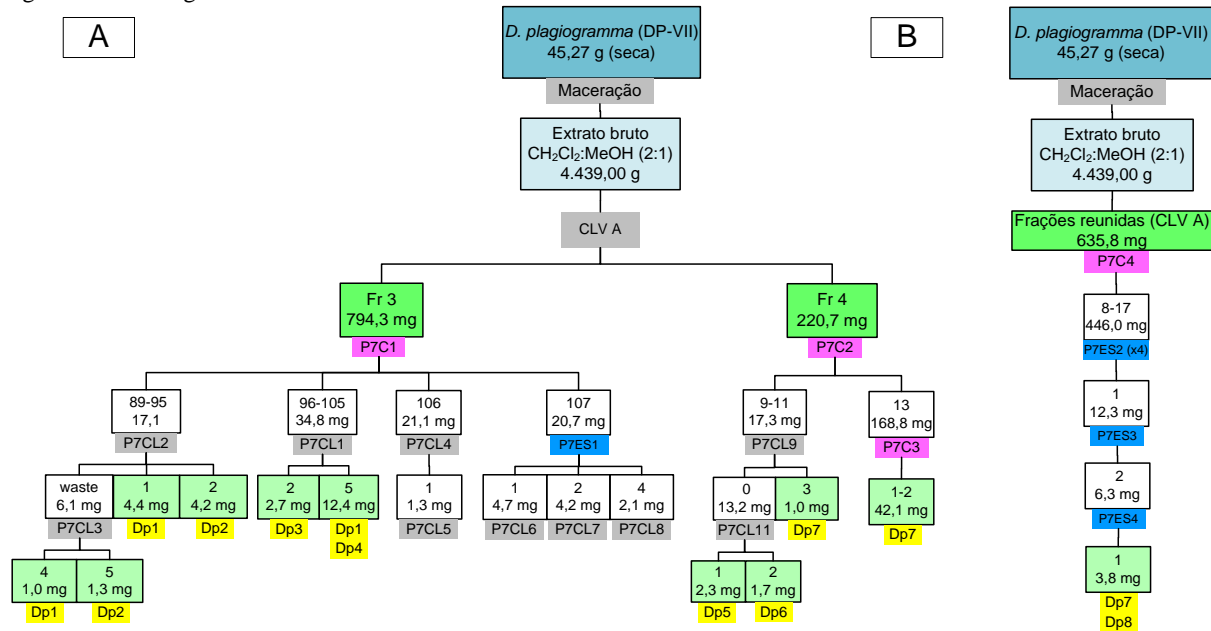 A
D. plagiogramma (DP-VII)
45,27 g (seca)
Maceração
Extrato bruto
CH₂Cl₂:MeOH (2:1)
4.439,00 g
CLV A
Fr 3
794,3 mg
P7C1
Fr 4
220,7 mg
P7C2
89-95
17,1
P7CL2
96-105
34,8 mg
P7CL1
106
21,1 mg
P7CL4
107
20,7 mg
P7ES1
9-11
17,3 mg
P7CL9
13
168,8 mg
P7C3
waste
6,1 mg
P7CL3
1
4,4 mg
Dp1
2
4,2 mg
Dp2
2
2,7 mg
Dp3
5
12,4 mg
Dp1
Dp4
1
1,3 mg
P7CL5
1
4,7 mg
P7CL6
2
4,2 mg
P7CL7
4
2,1 mg
P7CL8
0
13,2 mg
P7CL11
3
1,0 mg
Dp7
1-2
42,1 mg
Dp7
4
1,0 mg
Dp1
5
1,3 mg
Dp2
1
2,3 mg
Dp5
2
1,7 mg
Dp6
B
D. plagiogramma (DP-VII)
45,27 g (seca)
Maceração
Extrato bruto
CH₂Cl₂:MeOH (2:1)
4.439,00 g
Frações reunidas (CLV A)
635,8 mg
P7C4
8-17
446,0 mg
P7ES2 (x4)
1
12,3 mg
P7ES3
2
6,3 mg
P7ES4
1
3,8 mg
Dp7
Dp8